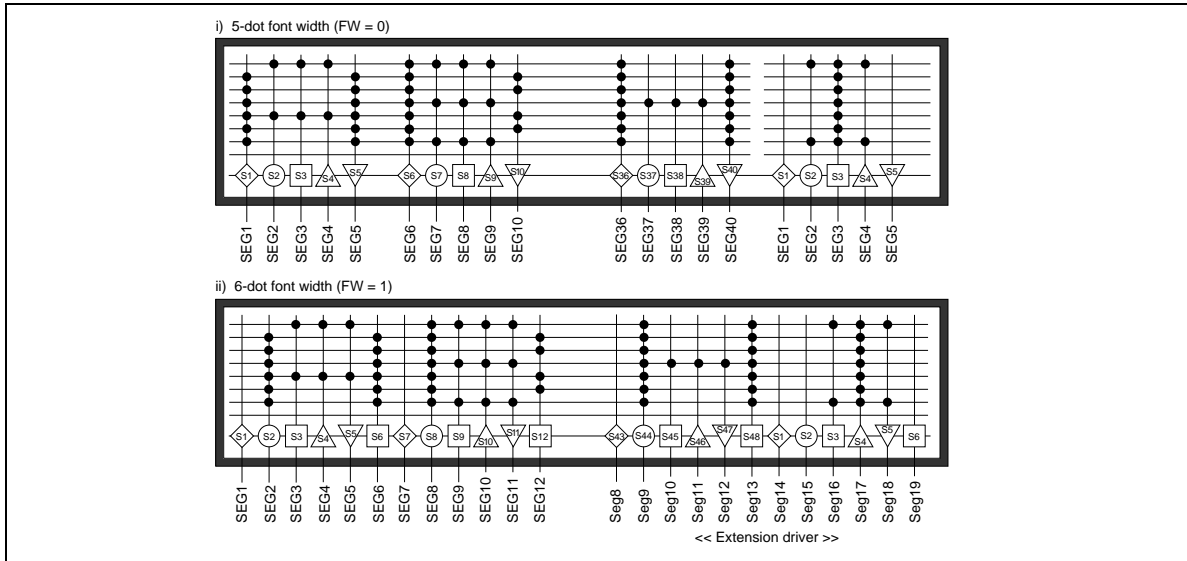 i) 5-dot font width (FW = 0)
S1 S2 S3 S4 S5 S6 S7 S8 S9 S10 S36 S37 S38 S39 S40 S1 S2 S3 S4 S5
SEG1 SEG2 SEG3 SEG4 SEG5 SEG6 SEG7 SEG8 SEG9 SEG10 SEG36 SEG37 SEG38 SEG39 SEG40 SEG1 SEG2 SEG3 SEG4 SEG5
ii) 6-dot font width (FW = 1)
S1 S2 S3 S4 S5 S6 S7 S8 S9 S10 S11 S12 S43 S44 S45 S46 S47 S48 S1 S2 S3 S4 S5 S6
SEG1 SEG2 SEG3 SEG4 SEG5 SEG6 SEG7 SEG8 SEG9 SEG10 SEG11 SEG12 Seg8 Seg9 Seg10 Seg11 Seg12 Seg13 Seg14 Seg15 Seg16 Seg17 Seg18 Seg19
<< Extension driver >>